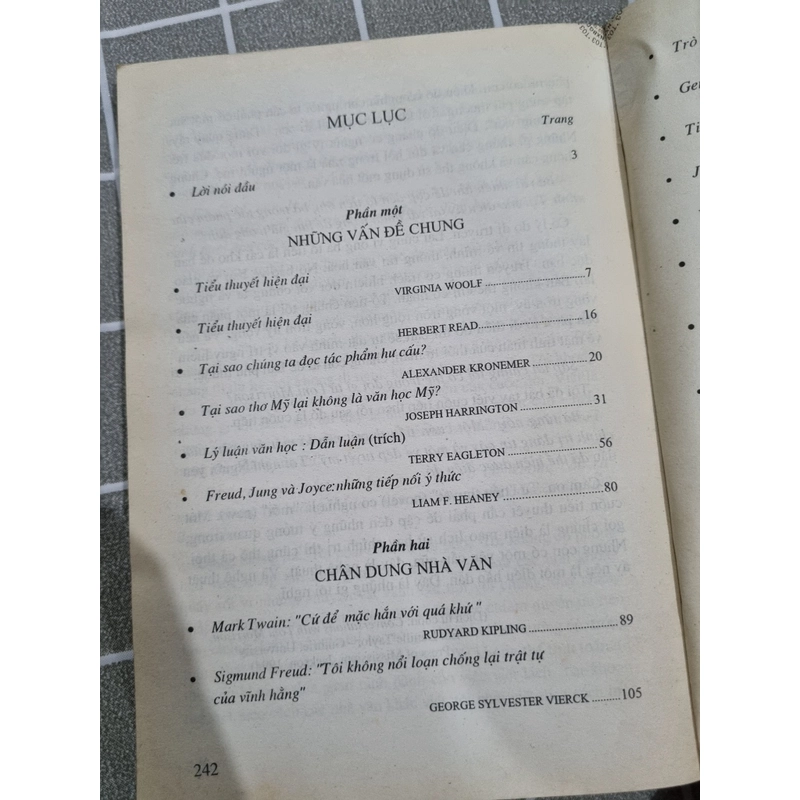 MỤC LỤC
Trang
• Lời nói đầu 3
Phần một
NHỮNG VẤN ĐỀ CHUNG
• Tiểu thuyết hiện đại
VIRGINIA WOOLF ............................7
• Tiểu thuyết hiện đại
HERBERT READ............................16
• Tại sao chúng ta đọc tác phẩm hư cấu?
ALEXANDER KRONEMER ...............20
• Tại sao thơ Mỹ lại không là văn học Mỹ?
JOSEPH HARRINGTON ....................31
• Lý luận văn học : Dẫn luận (trích)
TERRY EAGLETON .........................56
• Freud, Jung và Joyce:những tiếp nối ý thức
LIAM F. HEANEY ...........................80
Phần hai
CHÂN DUNG NHÀ VĂN
• Mark Twain: "Cứ để mặc hắn với quá khứ "
RUDYARD KIPLING .........................89
• Sigmund Freud: "Tôi không nổi loạn chống lại trật tự
của vĩnh hằng"
GEORGE SYLVESTER VIERCK ..........105
242
• Trò